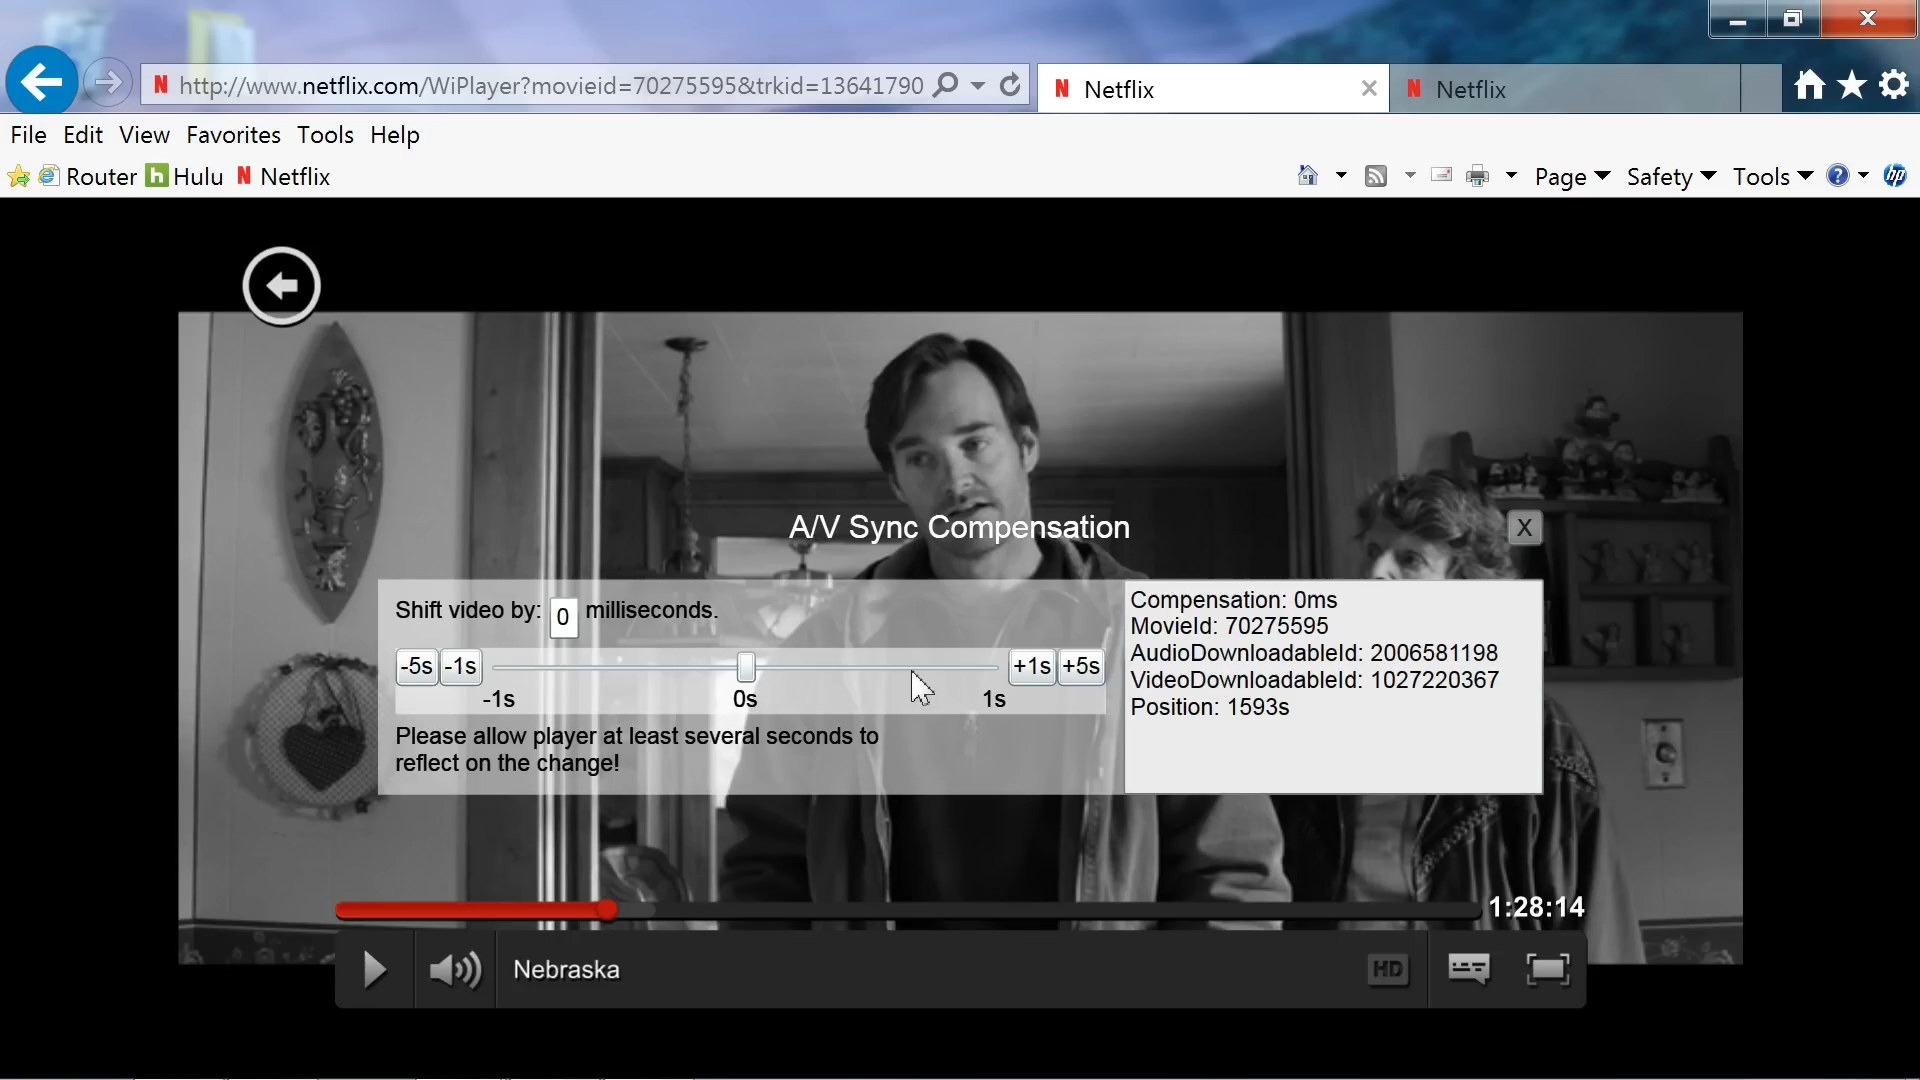 http://www.netflix.com/WiPlayer?movieid=70275595&trkid=13641790
N Netflix
N Netflix
File Edit View Favorites Tools Help
Router h Hulu N Netflix
Page Safety Tools ? hp
A/V Sync Compensation
X
Shift video by: 0 milliseconds.
-5s -1s +1s +5s
-1s 0s 1s
Please allow player at least several seconds to
reflect on the change!
Compensation: 0ms
MovieId: 70275595
AudioDownloadableId: 2006581198
VideoDownloadableId: 1027220367
Position: 1593s
1:28:14
Nebraska
HD